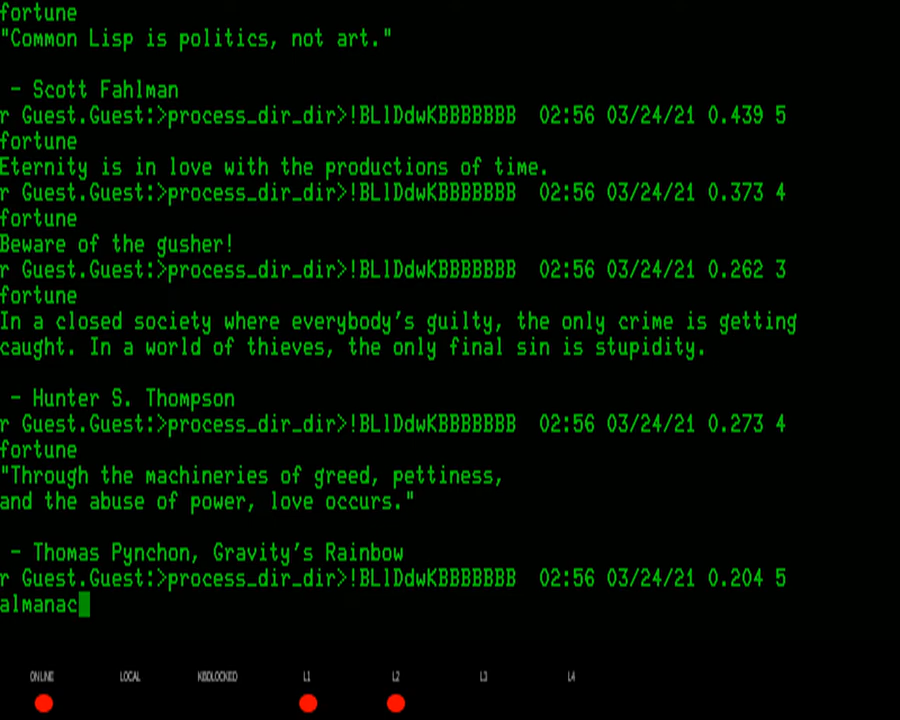 fortune
"Common Lisp is politics, not art."
- Scott Fahlman
r Guest.Guest:>process_dir_dir>!BLlDdwKBBBBBBB 02:56 03/24/21 0.439 5
fortune
Eternity is in love with the productions of time.
r Guest.Guest:>process_dir_dir>!BLlDdwKBBBBBBB 02:56 03/24/21 0.373 4
fortune
Beware of the gusher!
r Guest.Guest:>process_dir_dir>!BLlDdwKBBBBBBB 02:56 03/24/21 0.262 3
fortune
In a closed society where everybody's guilty, the only crime is getting
caught. In a world of thieves, the only final sin is stupidity.
- Hunter S. Thompson
r Guest.Guest:>process_dir_dir>!BLlDdwKBBBBBBB 02:56 03/24/21 0.273 4
fortune
"Through the machineries of greed, pettiness,
and the abuse of power, love occurs."
- Thomas Pynchon, Gravity's Rainbow
r Guest.Guest:>process_dir_dir>!BLlDdwKBBBBBBB 02:56 03/24/21 0.204 5
almanac
ONLINE LOCAL KBDLOCKED L1 L2 L3 L4